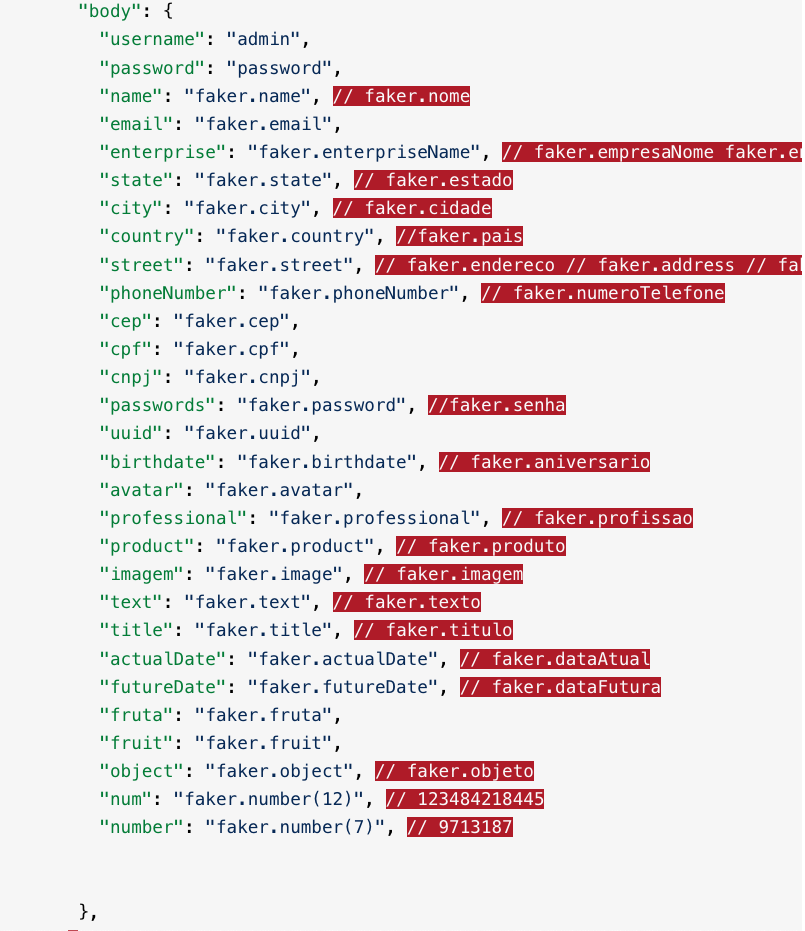 "body": {
"username": "admin",
"password": "password",
"name": "faker.name", // faker.nome
"email": "faker.email",
"enterprise": "faker.enterpriseName", // faker.empresaNome
"state": "faker.state", // faker.estado
"city": "faker.city", // faker.cidade
"country": "faker.country", //faker.pais
"street": "faker.street", // faker.endereco // faker.address //
"phoneNumber": "faker.phoneNumber", // faker.numeroTelefone
"cep": "faker.cep",
"cpf": "faker.cpf",
"cnpj": "faker.cnpj",
"passwords": "faker.password", //faker.senha
"uuid": "faker.uuid",
"birthdate": "faker.birthdate", // faker.aniversario
"avatar": "faker.avatar",
"professional": "faker.professional", // faker.profissao
"product": "faker.product", // faker.produto
"imagem": "faker.image", // faker.imagem
"text": "faker.text", // faker.texto
"title": "faker.title", // faker.titulo
"actualDate": "faker.actualDate", // faker.dataAtual
"futureDate": "faker.futureDate", // faker.dataFutura
"fruta": "faker.fruta",
"fruit": "faker.fruit",
"object": "faker.object", // faker.objeto
"num": "faker.number(12)", // 123484218445
"number": "faker.number(7)", // 9713187
},